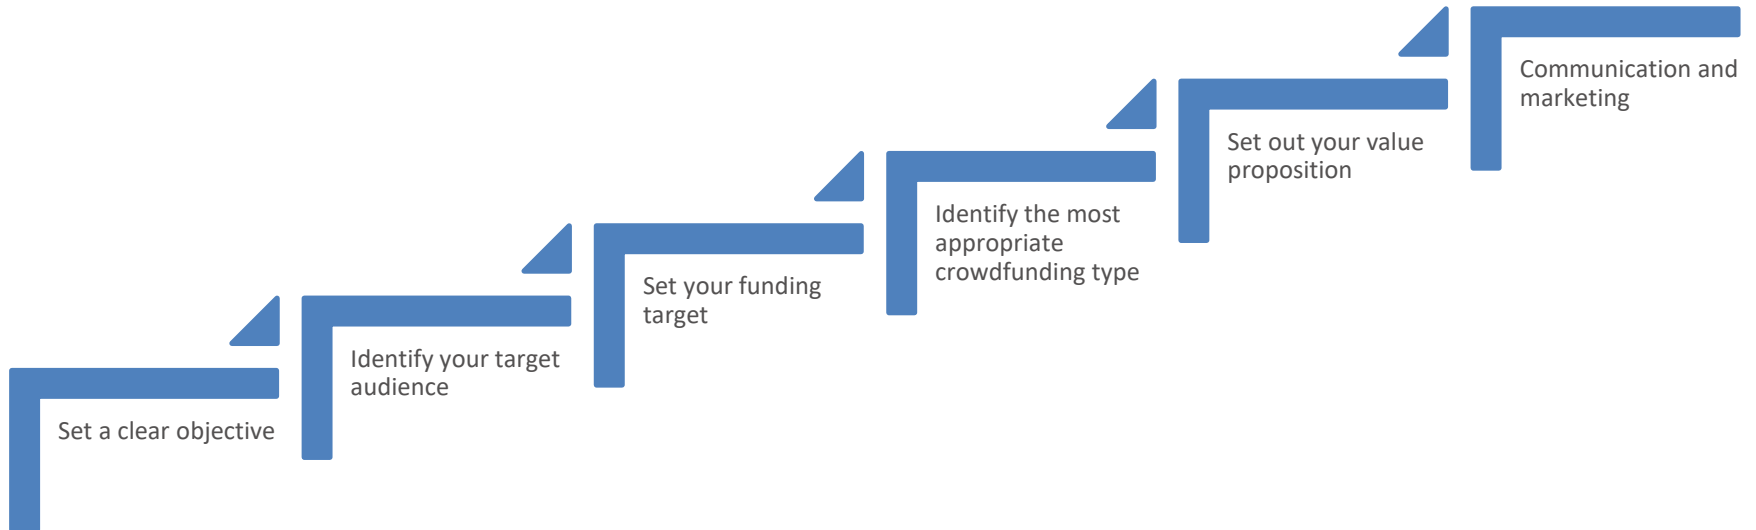 Set a clear objective
Identify your target
audience
Set your funding
target
Identify the most
appropriate
crowdfunding type
Set out your value
proposition
Communication and
marketing